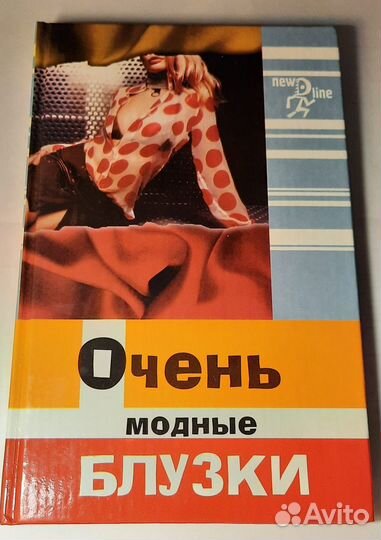 new
line
Очень
модные
БЛУЗКИ
Avito